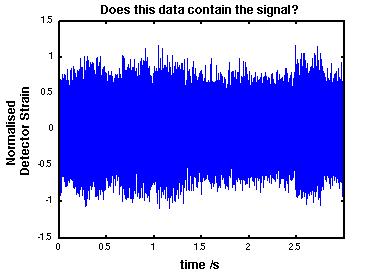 Does this data contain the signal?
1.5
1
0.5
0
-0.5
-1
-1.5
Normalised
Detector Strain
0 0.5 1 1.5 2 2.5
time /s